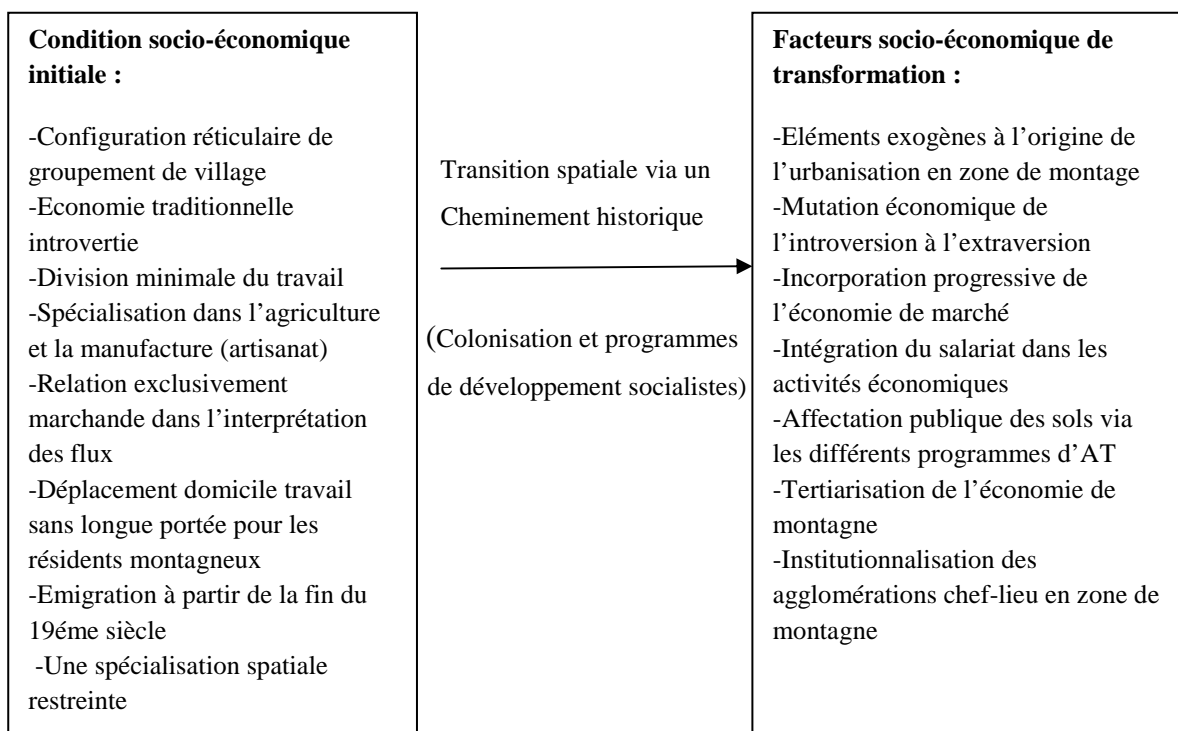 Condition socio-économique
initiale :
-Configuration réticulaire de
groupement de village
-Economie traditionnelle
introvertie
-Division minimale du travail
-Spécialisation dans l’agriculture
et la manufacture (artisanat)
-Relation exclusivement
marchande dans l’interprétation
des flux
-Déplacement domicile travail
sans longue portée pour les
résidents montagneux
-Emigration à partir de la fin du
19éme siècle
-Une spécialisation spatiale
restreinte
Transition spatiale via un
Cheminement historique
(Colonisation et programmes
de développement socialistes)
Facteurs socio-économique de
transformation :
-Eléments exogènes à l’origine de
l’urbanisation en zone de montage
-Mutation économique de
l’introversion à l’extraversion
-Incorporation progressive de
l’économie de marché
-Intégration du salariat dans les
activités économiques
-Affectation publique des sols via
les différents programmes d’AT
-Tertiarisation de l’économie de
montagne
-Institutionnalisation des
agglomérations chef-lieu en zone de
montagne